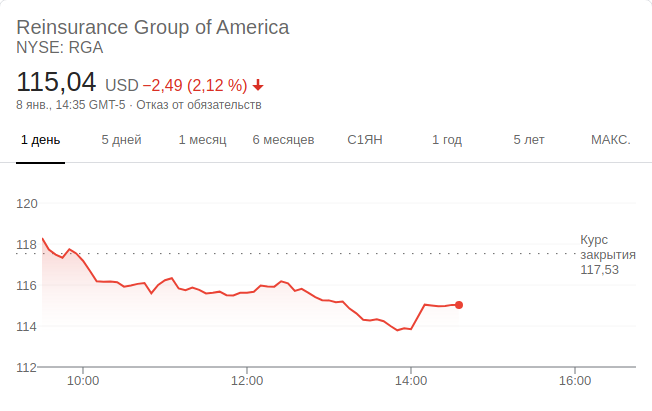 Reinsurance Group of America
NYSE: RGA
115,04 USD −2,49 (2,12 %)
8 янв., 14:35 GMT-5 · Отказ от обязательств
1 день 5 дней 1 месяц 6 месяцев С1ЯН 1 год 5 лет МАКС.
120
118
116
114
112
Курс
закрытия
117,53
10:00 12:00 14:00 16:00